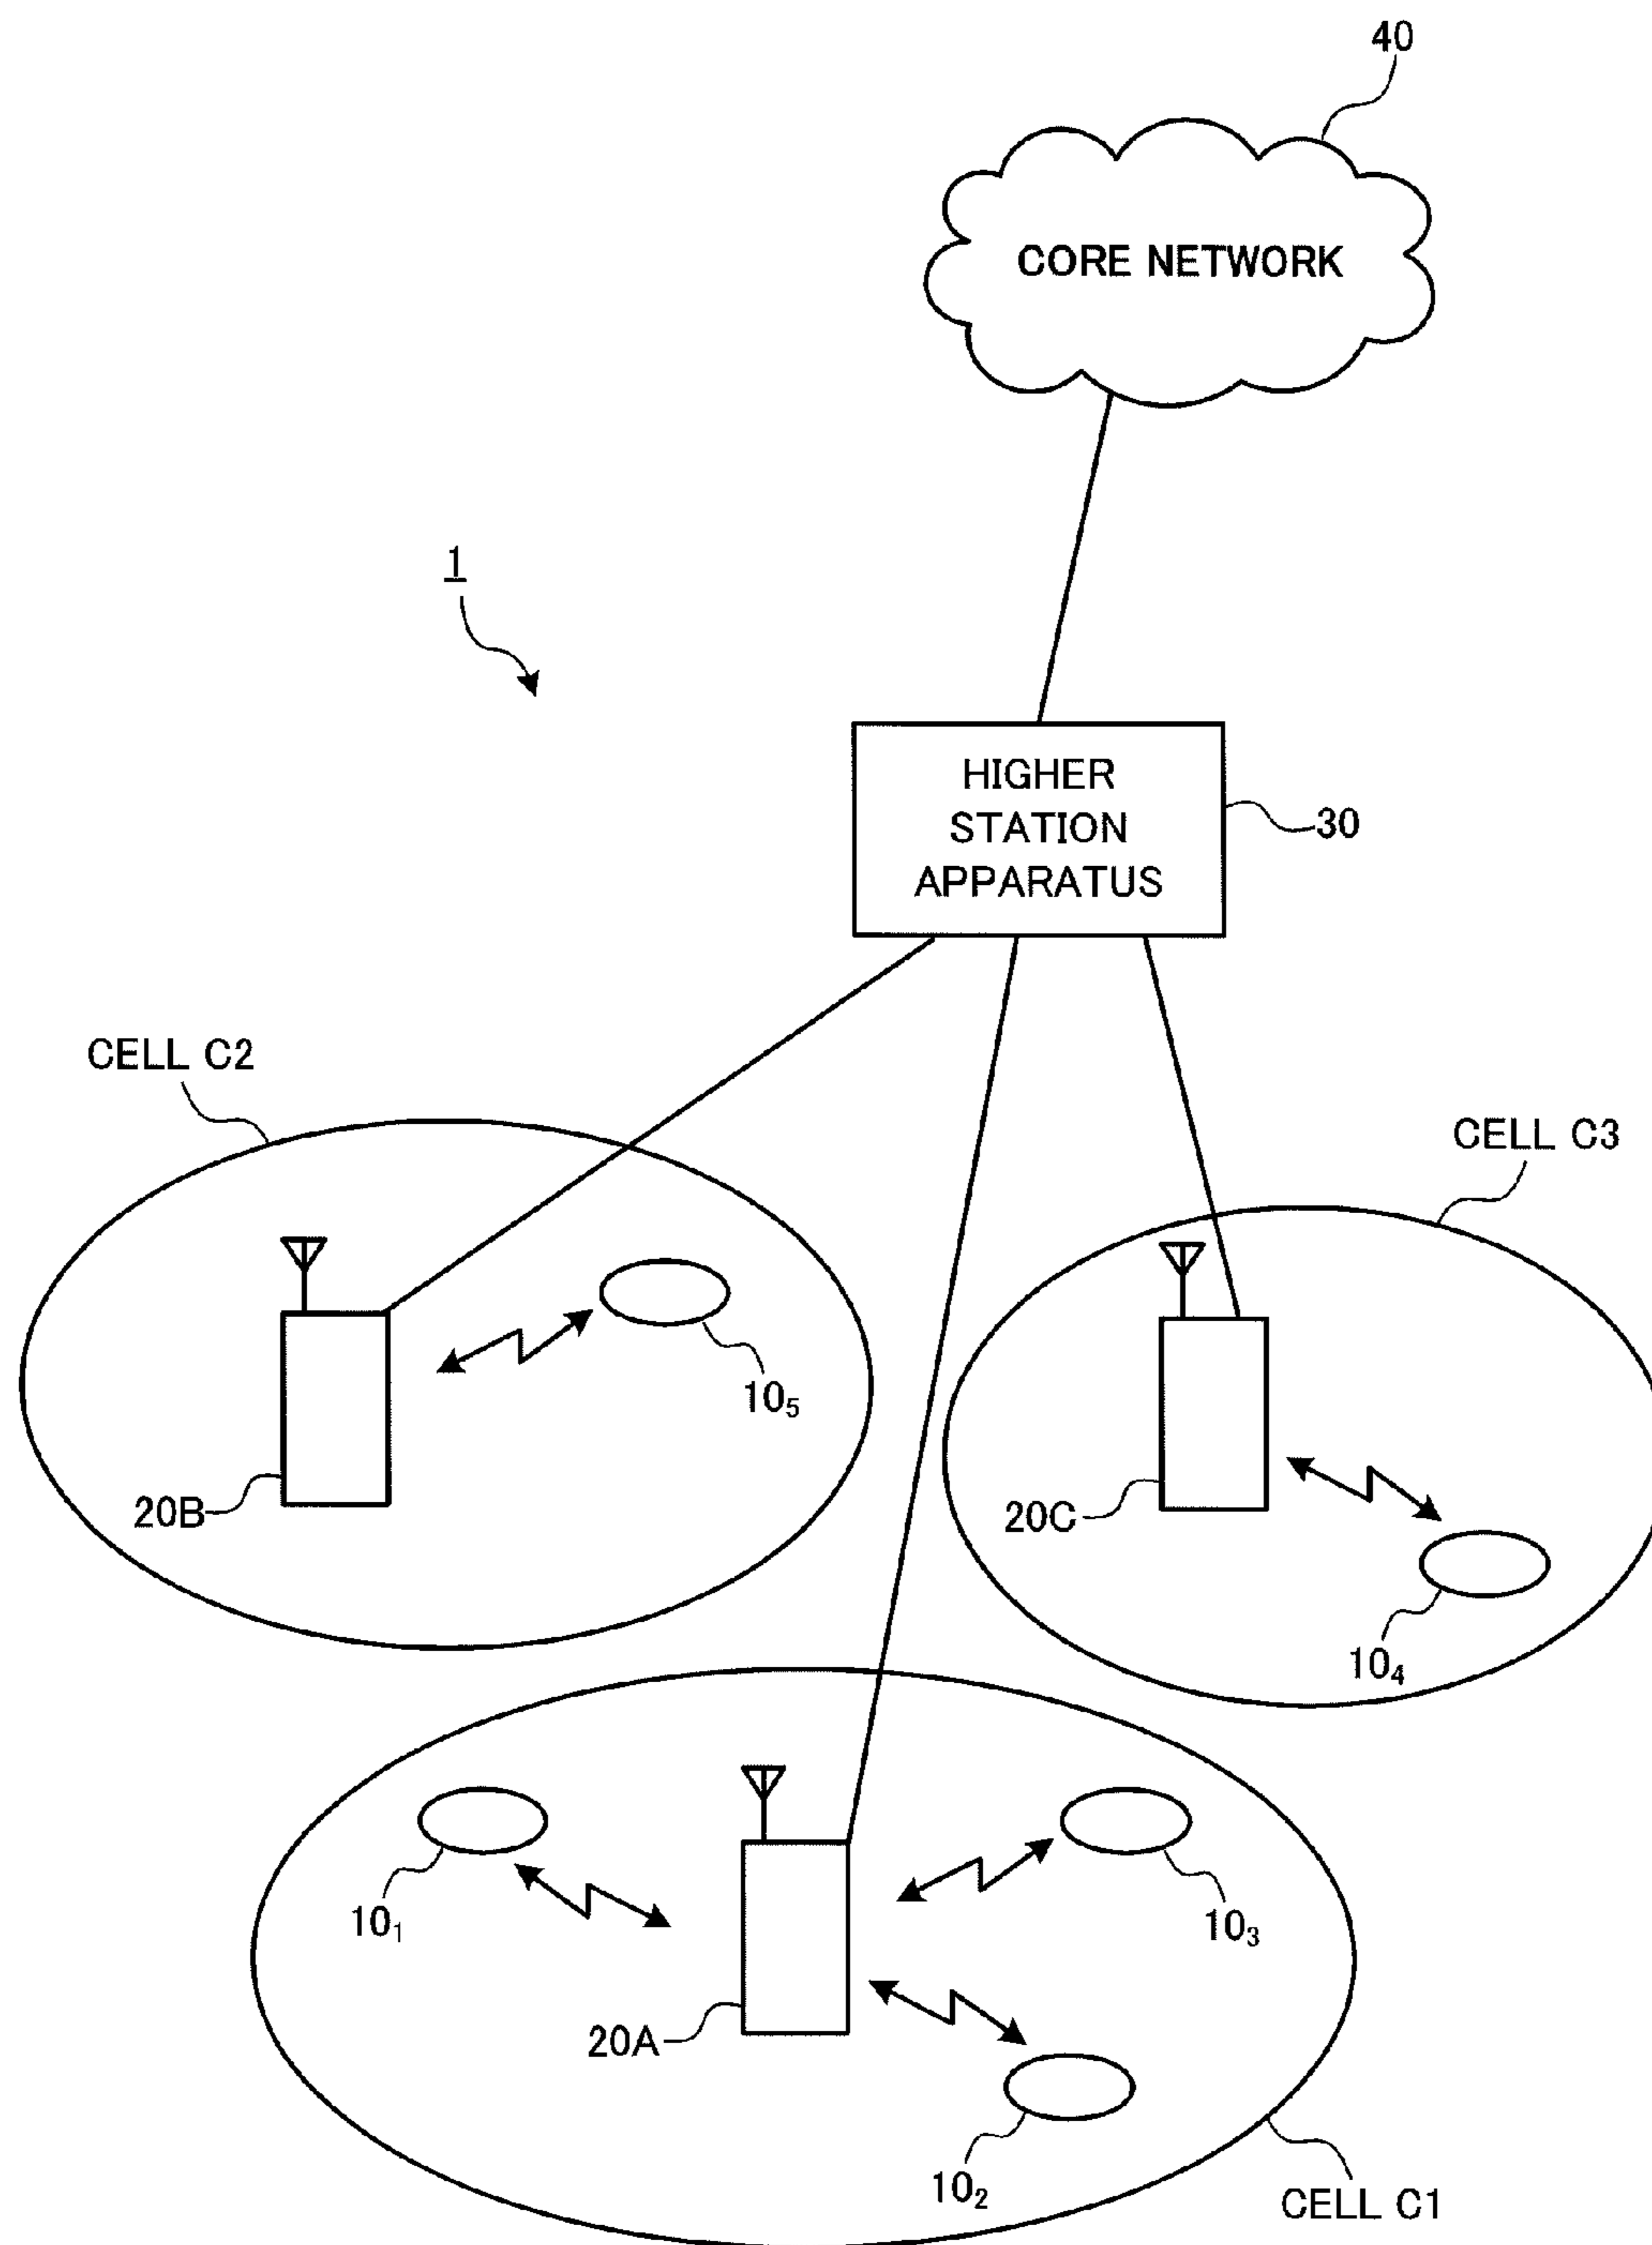 40
CORE NETWORK
1
HIGHER
STATION
APPARATUS
30
CELL C2
CELL C3
10₅
20B
20C
10₄
10₁
10₃
20A
10₂
CELL C1